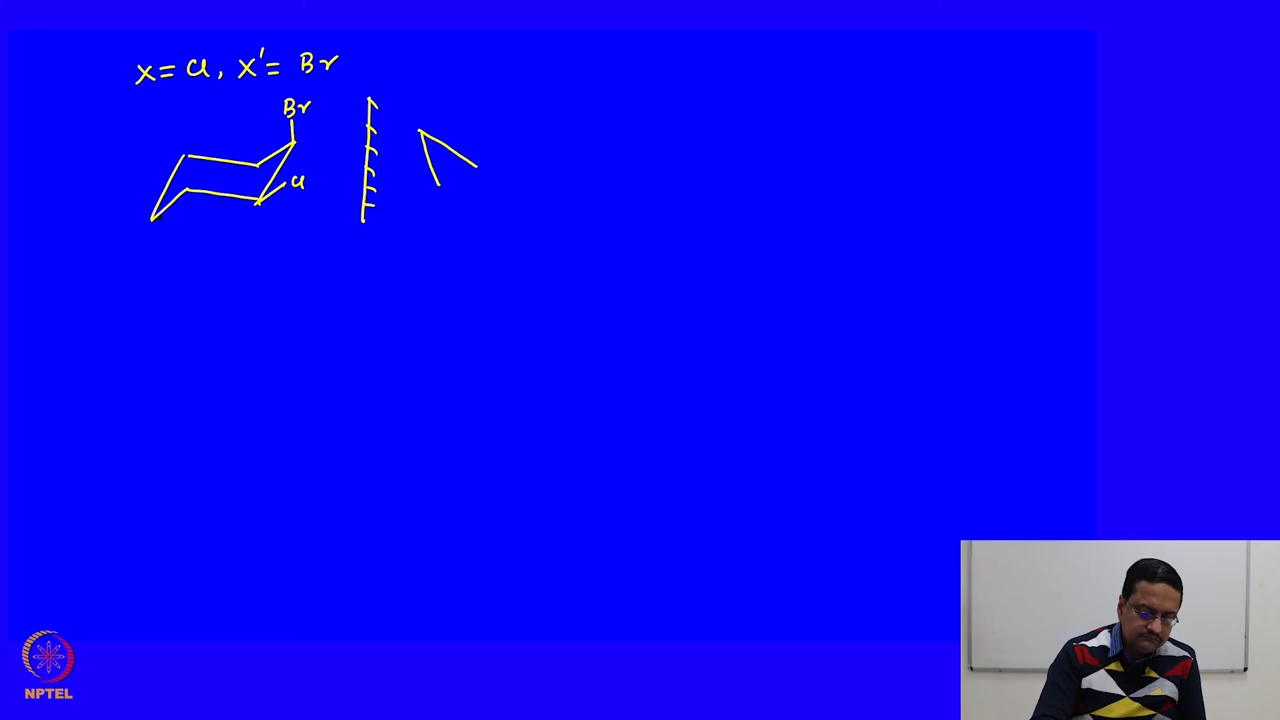 X = Cl, X' = Br
Br
Cl
NPTEL